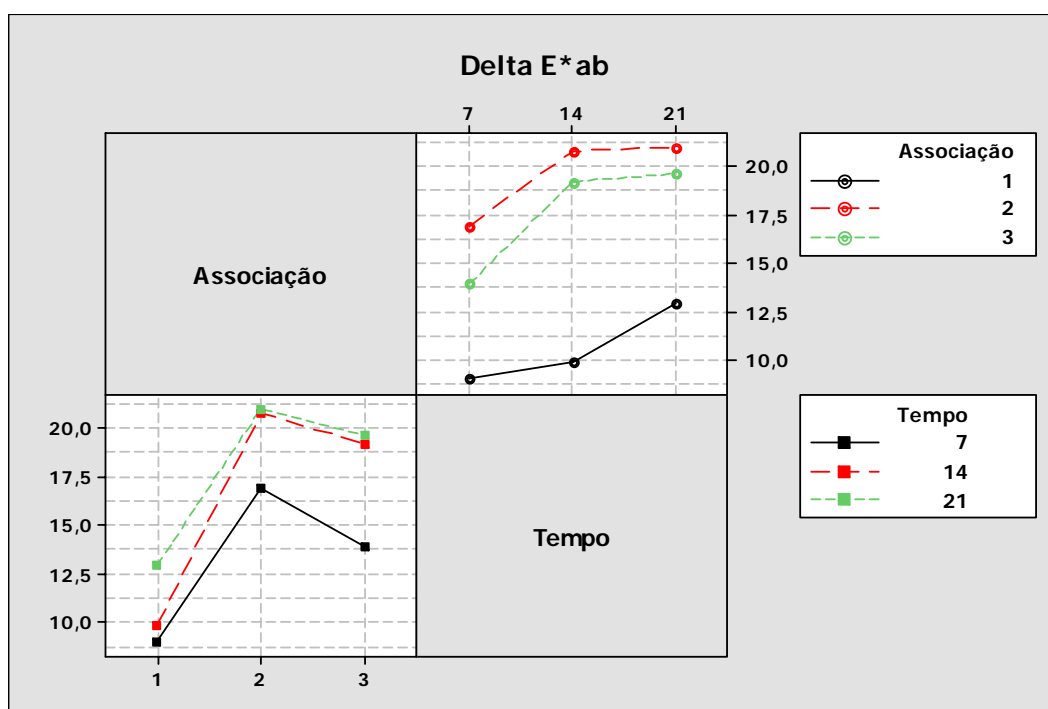 Delta E*ab
7 14 21
20,0
17,5
15,0
12,5
10,0
Associação
1
2
3
Associação
20,0
17,5
15,0
12,5
10,0
1 2 3
Tempo
Tempo
7
14
21